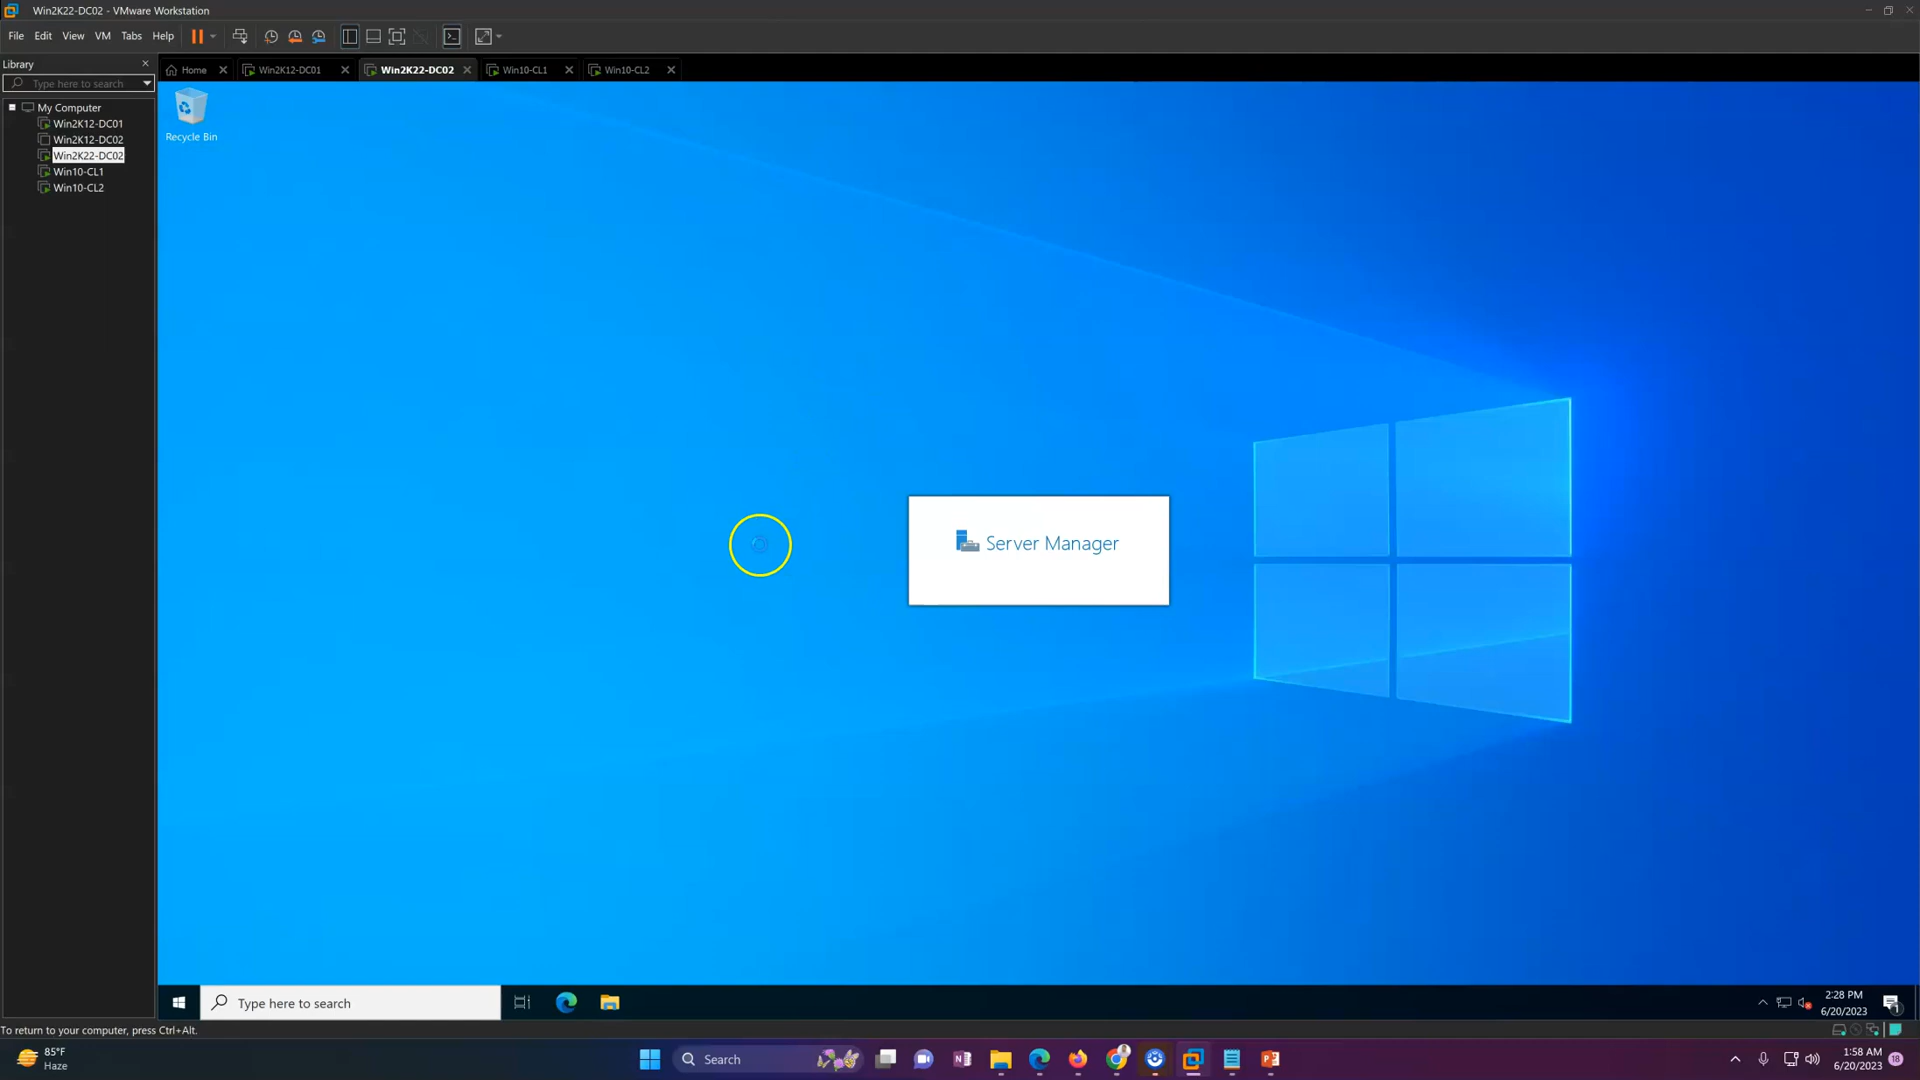 Win2K22-DC02 - VMware Workstation
File Edit View VM Tabs Help
Library
Type here to search
My Computer
Win2K12-DC01
Win2K12-DC02
Win2K22-DC02
Win10-CL1
Win10-CL2
Home Win2K12-DC01 Win2K22-DC02 Win10-CL1 Win10-CL2
Recycle Bin
Server Manager
Type here to search
2:28 PM
6/20/2023
1
To return to your computer, press Ctrl+Alt.
85°F
Haze
Search
1:58 AM
6/20/2023
18